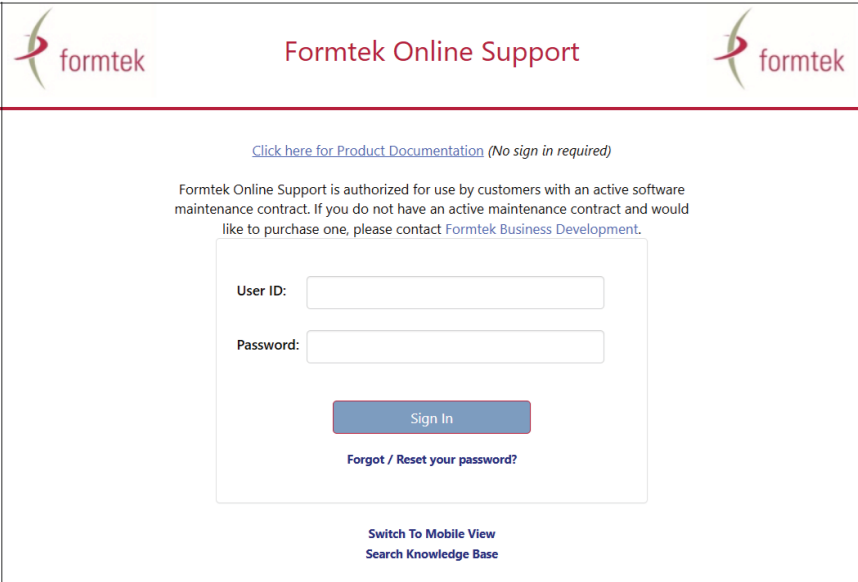 formtek
Formtek Online Support
formtek
Click here for Product Documentation (No sign in required)
Formtek Online Support is authorized for use by customers with an active software
maintenance contract. If you do not have an active maintenance contract and would
like to purchase one, please contact Formtek Business Development.
User ID:
Password:
Sign In
Forgot / Reset your password?
Switch To Mobile View
Search Knowledge Base